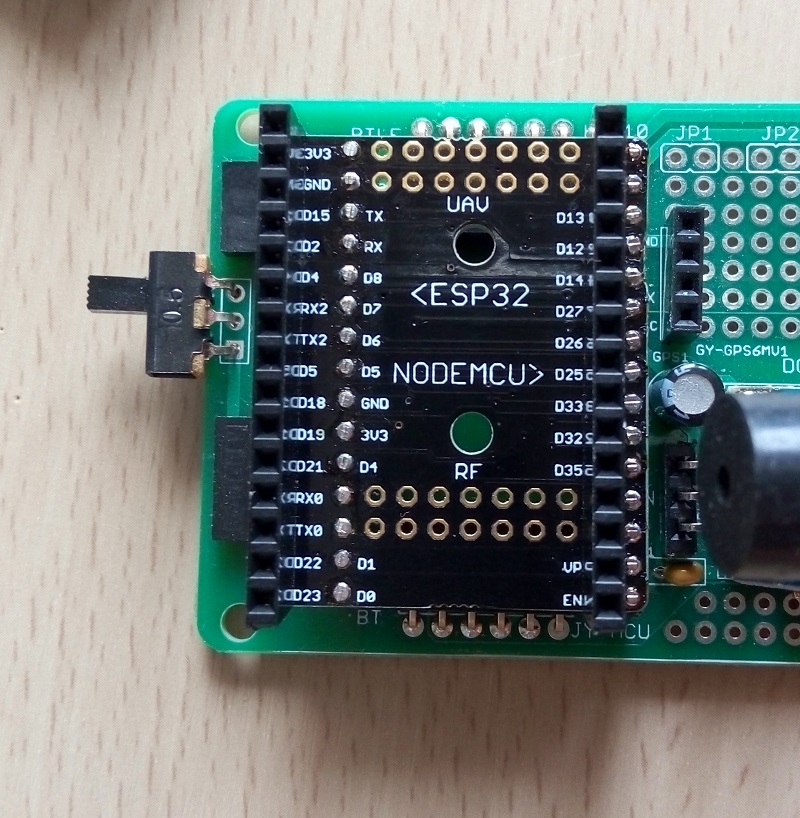 JP1 JP2
3V3
GND
UAV
D15 TX D13
D2 RX D12
D4 D8 D14
<ESP32
RX2 D7 D27
TX2 D6 D26
GY-GPS6MV1
GPS1
D5 D5 NODEMCU> D25
D18 GND D33
D19 3V3 D32
D21 D4 RF D35
RX0
TX0
D22 D1 VP
D23 D0 EN
BT